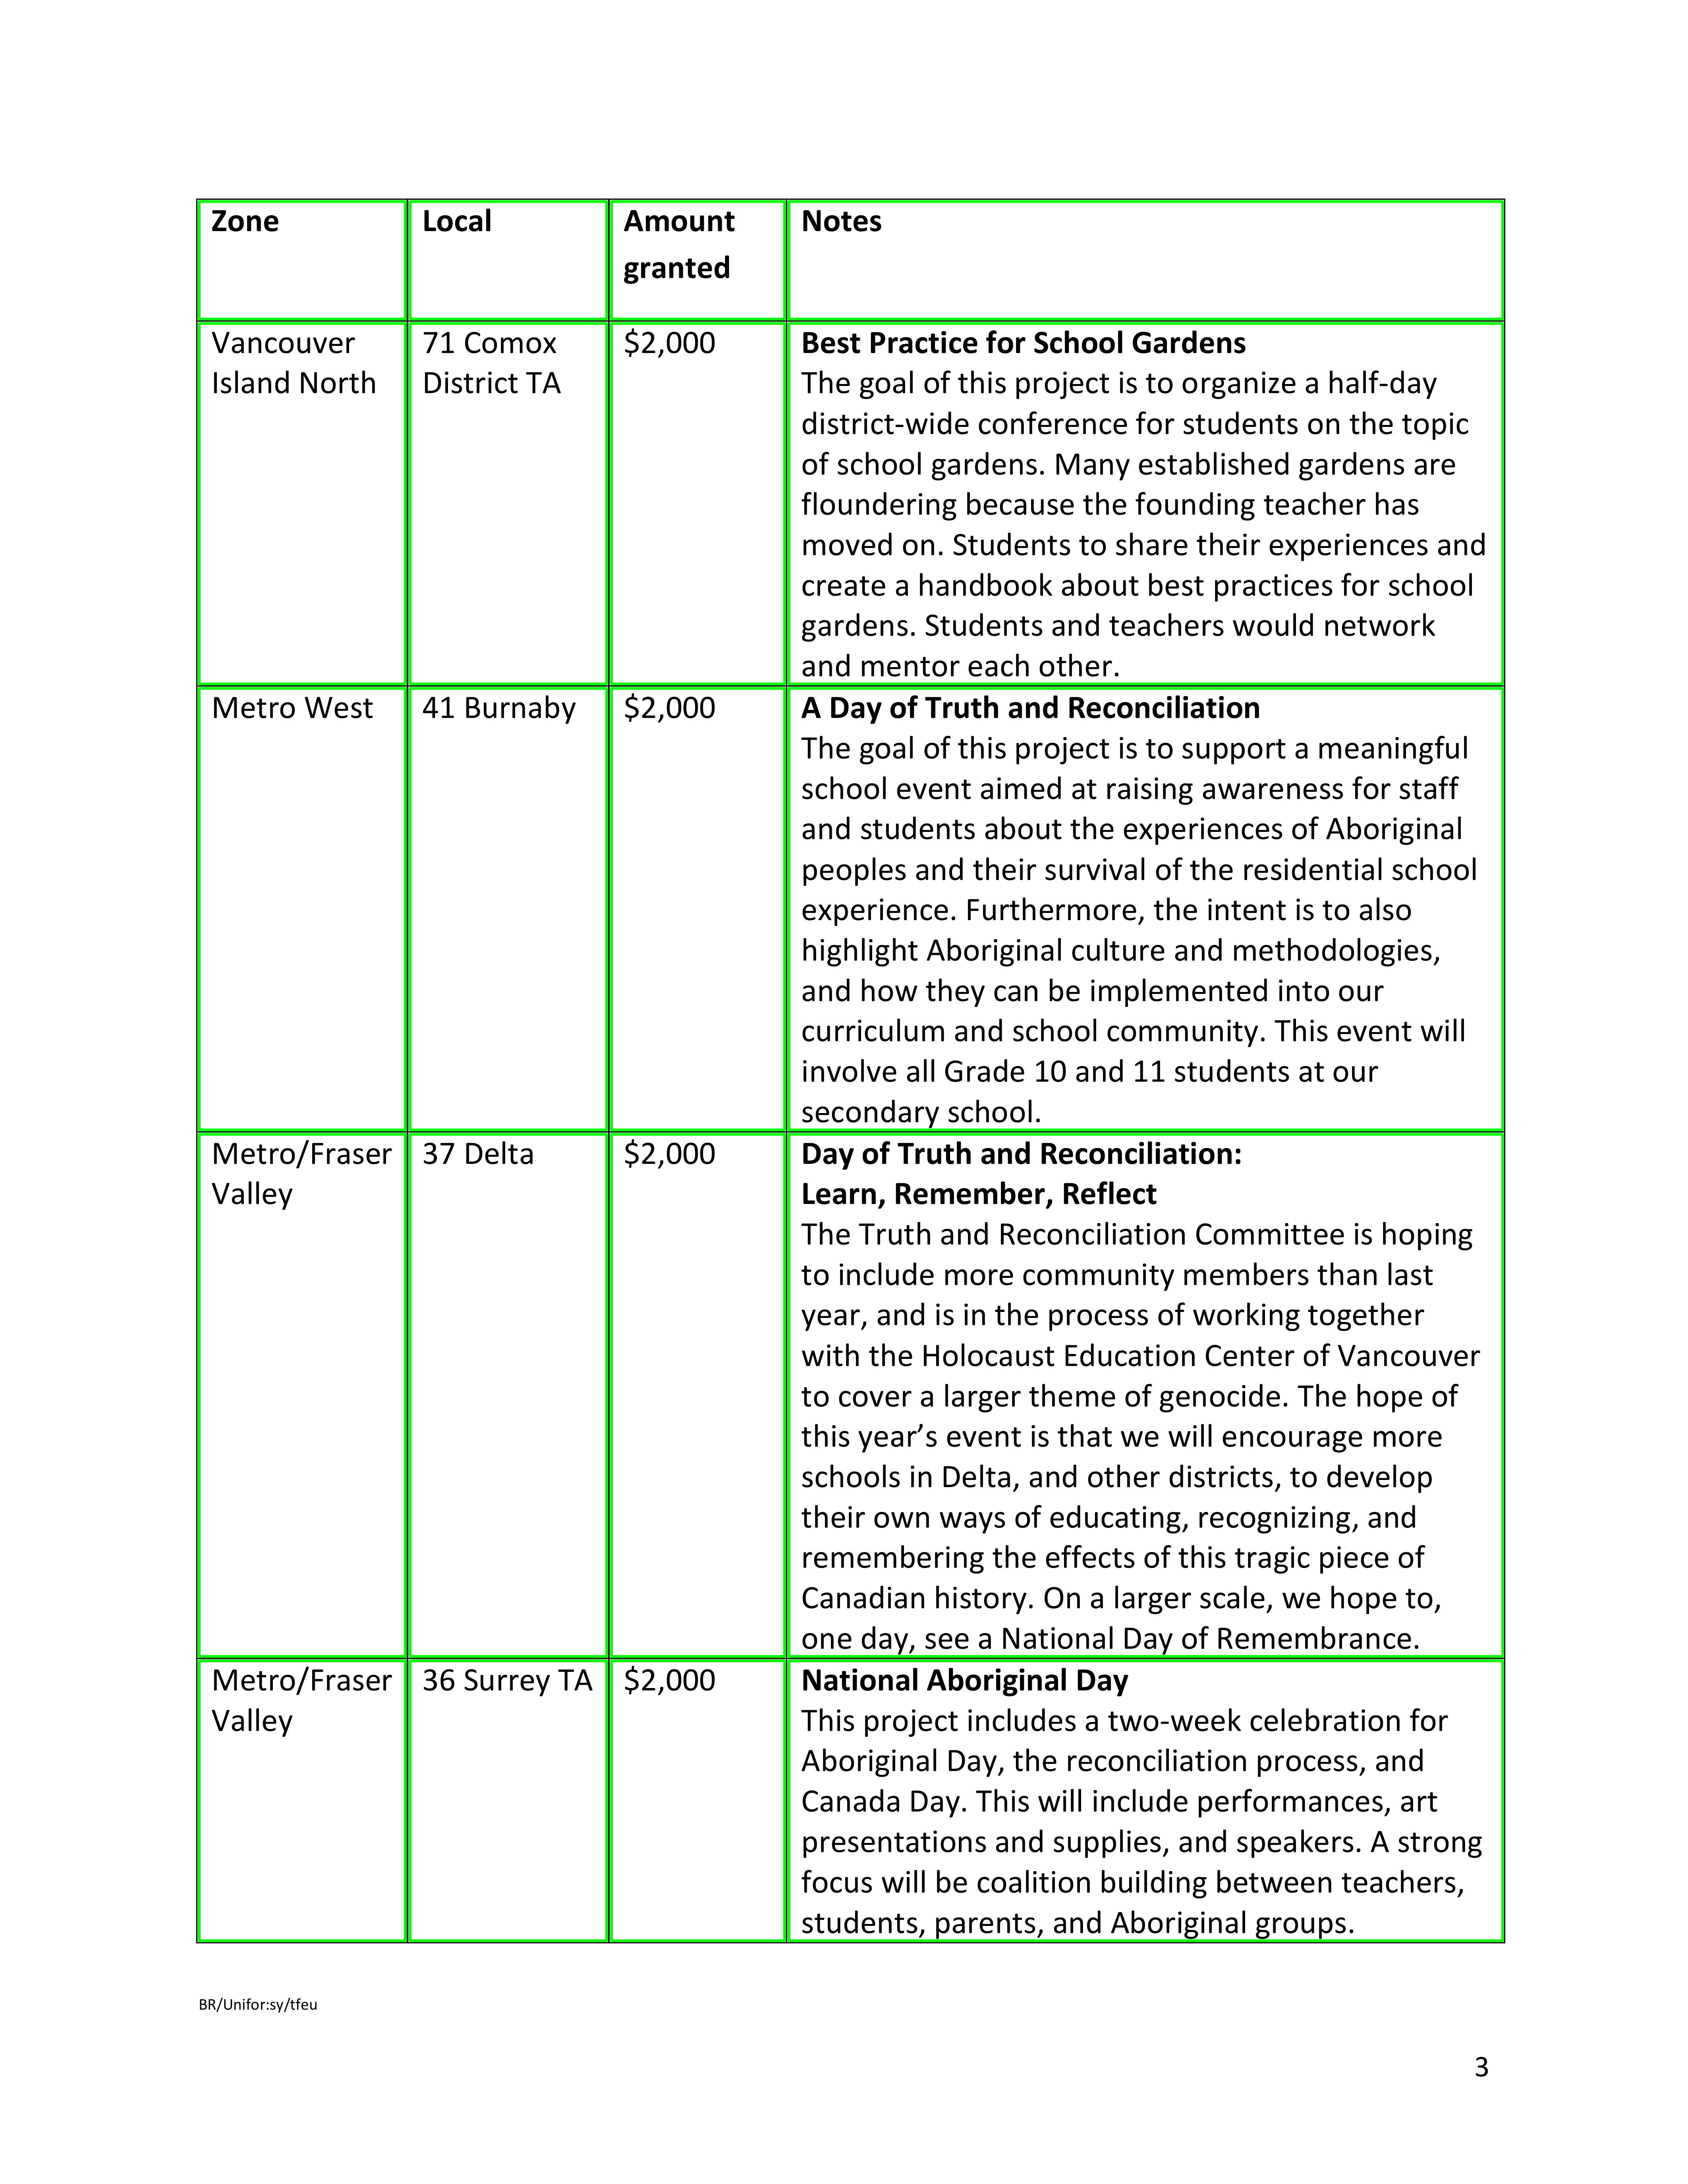 Zone Local Amount granted Notes
Vancouver Island North 71 Comox District TA $2,000 Best Practice for School Gardens
The goal of this project is to organize a half-day
district-wide conference for students on the topic
of school gardens. Many established gardens are
floundering because the founding teacher has
moved on. Students to share their experiences and
create a handbook about best practices for school
gardens. Students and teachers would network
and mentor each other.
Metro West 41 Burnaby $2,000 A Day of Truth and Reconciliation
The goal of this project is to support a meaningful
school event aimed at raising awareness for staff
and students about the experiences of Aboriginal
peoples and their survival of the residential school
experience. Furthermore, the intent is to also
highlight Aboriginal culture and methodologies,
and how they can be implemented into our
curriculum and school community. This event will
involve all Grade 10 and 11 students at our
secondary school.
Metro/Fraser Valley 37 Delta $2,000 Day of Truth and Reconciliation:
Learn, Remember, Reflect
The Truth and Reconciliation Committee is hoping
to include more community members than last
year, and is in the process of working together
with the Holocaust Education Center of Vancouver
to cover a larger theme of genocide. The hope of
this year’s event is that we will encourage more
schools in Delta, and other districts, to develop
their own ways of educating, recognizing, and
remembering the effects of this tragic piece of
Canadian history. On a larger scale, we hope to,
one day, see a National Day of Remembrance.
Metro/Fraser Valley 36 Surrey TA $2,000 National Aboriginal Day
This project includes a two-week celebration for
Aboriginal Day, the reconciliation process, and
Canada Day. This will include performances, art
presentations and supplies, and speakers. A strong
focus will be coalition building between teachers,
students, parents, and Aboriginal groups.
BR/Unifor:sy/tfeu
3